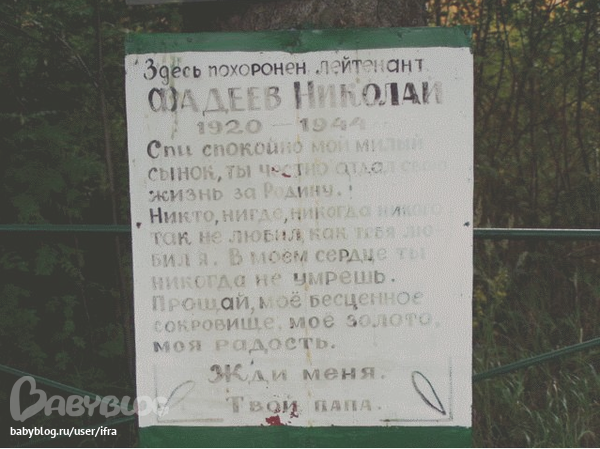 Здесь похоронен лейтенант
Фадеев Николай
1920 — 1944
Спи спокойно мой милый
сынок, ты честно отдал свою
жизнь за Родину.!
Никто, нигде, никогда никого
так не любил, как тебя лю-
бил я. В моем сердце ты
никогда не умрешь.
Прощай, моё бесценное
сокровище, мое золото,
моя радость.
Жди меня.
Твой папа.
BABYBLOG
babyblog.ru/user/ifra